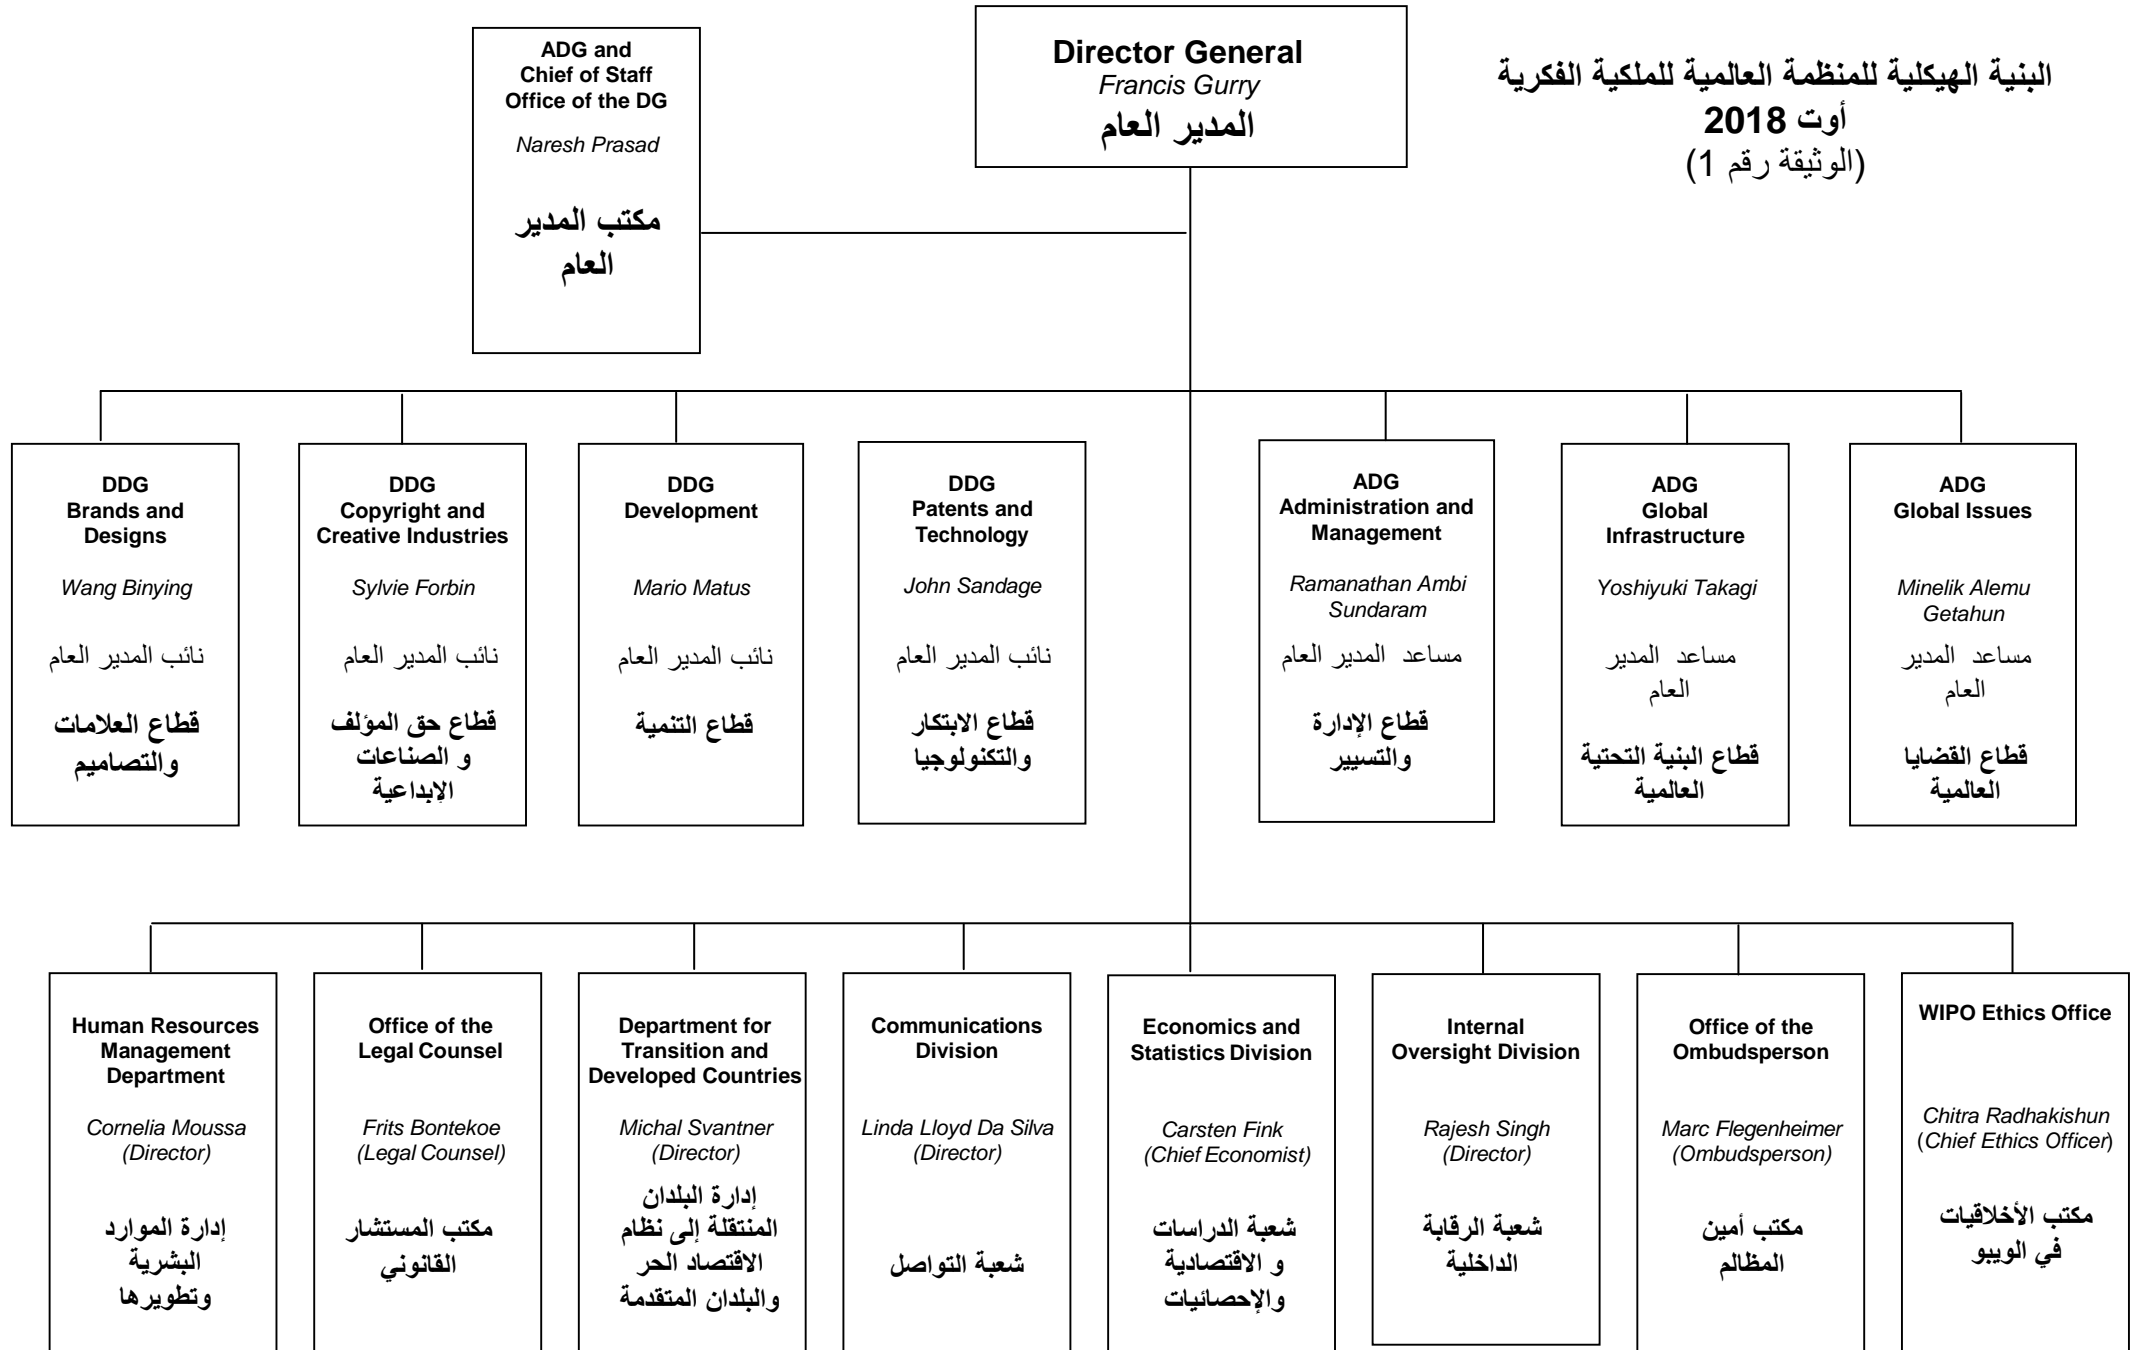 ADG and
Chief of Staff
Office of the DG
Naresh Prasad
مكتب المدير
العام
Director General
Francis Gurry
المدير العام
البنية الهيكلية للمنظمة العالمية للملكية الفكرية
أوت 2018
(الوثيقة رقم 1)
DDG
Brands and
Designs
Wang Binying
نائب المدير العام
قطاع العلامات
والتصاميم
DDG
Copyright and
Creative Industries
Sylvie Forbin
نائب المدير العام
قطاع حق المؤلف
و الصناعات
الإبداعية
DDG
Development
Mario Matus
نائب المدير العام
قطاع التنمية
DDG
Patents and
Technology
John Sandage
نائب المدير العام
قطاع الابتكار
والتكنولوجيا
ADG
Administration and
Management
Ramanathan Ambi
Sundaram
مساعد المدير العام
قطاع الإدارة
والتسيير
ADG
Global
Infrastructure
Yoshiyuki Takagi
مساعد المدير
العام
قطاع البنية التحتية
العالمية
ADG
Global Issues
Minelik Alemu
Getahun
مساعد المدير
العام
قطاع القضايا
العالمية
Human Resources
Management
Department
Cornelia Moussa
(Director)
إدارة الموارد
البشرية
وتطويرها
Office of the
Legal Counsel
Frits Bontekoe
(Legal Counsel)
مكتب المستشار
القانوني
Department for
Transition and
Developed Countries
Michal Svantner
(Director)
إدارة البلدان
المنتقلة إلى نظام
الاقتصاد الحر
والبلدان المتقدمة
Communications
Division
Linda Lloyd Da Silva
(Director)
شعبة التواصل
Economics and
Statistics Division
Carsten Fink
(Chief Economist)
شعبة الدراسات
و الاقتصادية
والإحصائيات
Internal
Oversight Division
Rajesh Singh
(Director)
شعبة الرقابة
الداخلية
Office of the
Ombudsperson
Marc Flegenheimer
(Ombudsperson)
مكتب أمين
المظالم
WIPO Ethics Office
Chitra Radhakishun
(Chief Ethics Officer)
مكتب الأخلاقيات
في الويبو